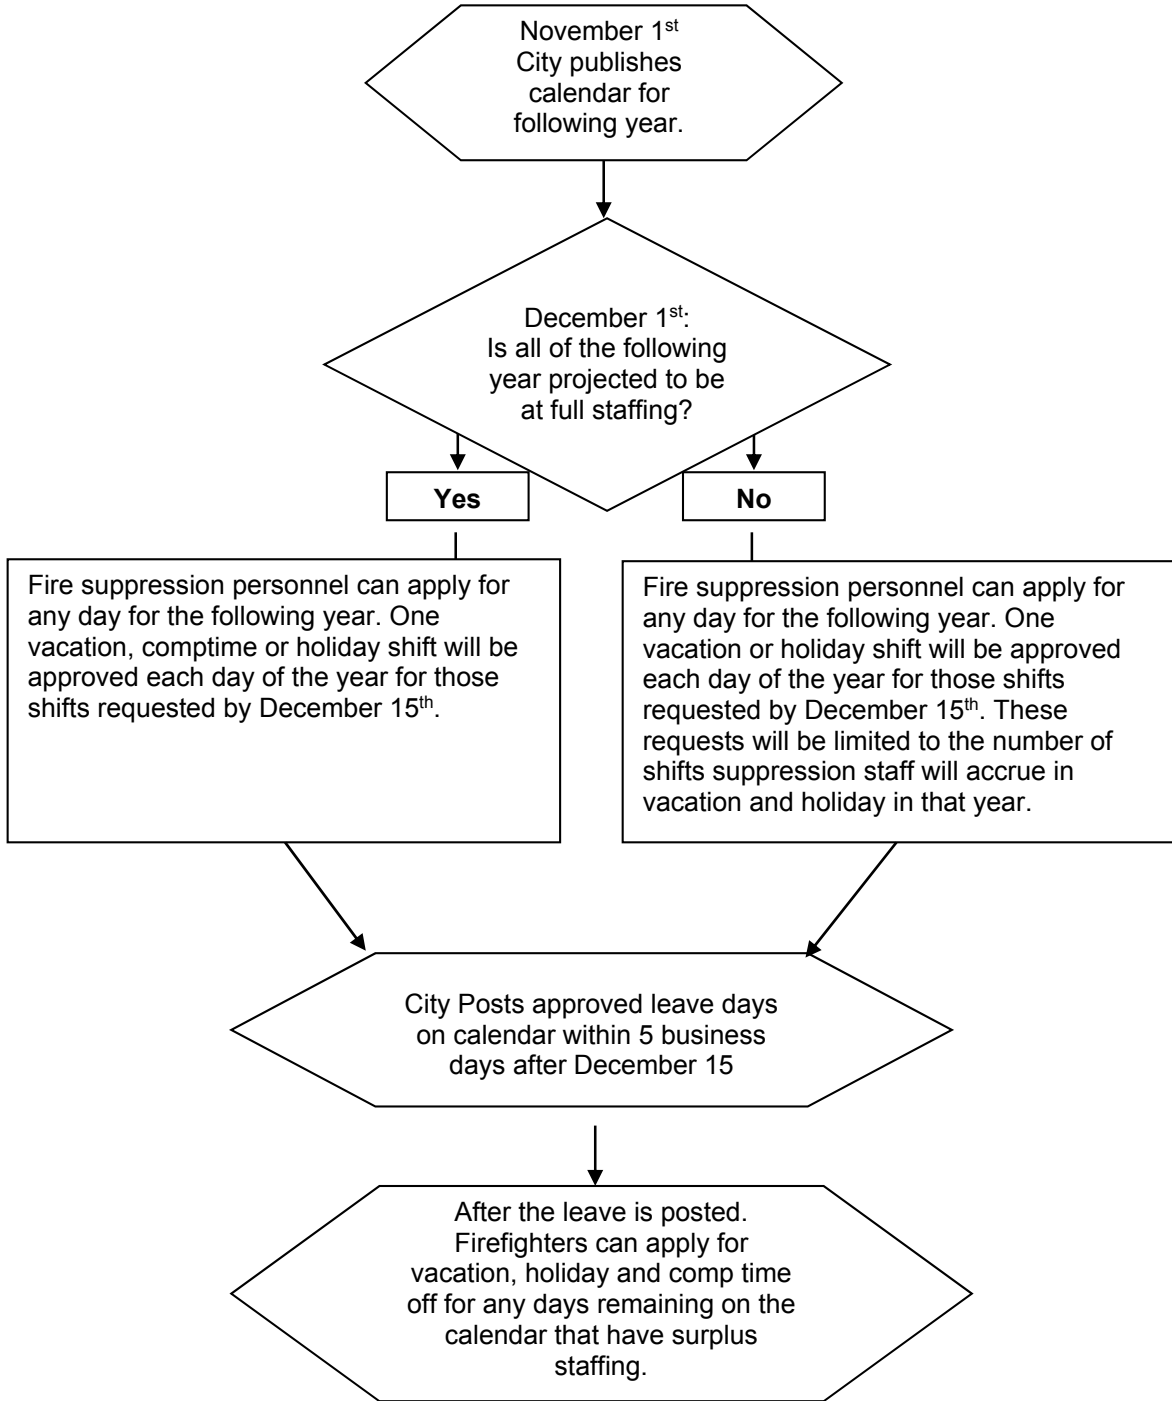 November 1st
City publishes
calendar for
following year.
December 1st:
Is all of the following
year projected to be
at full staffing?
Yes
No
Fire suppression personnel can apply for
any day for the following year. One
vacation, comptime or holiday shift will be
approved each day of the year for those
shifts requested by December 15th.
Fire suppression personnel can apply for
any day for the following year. One
vacation or holiday shift will be approved
each day of the year for those shifts
requested by December 15th. These
requests will be limited to the number of
shifts suppression staff will accrue in
vacation and holiday in that year.
City Posts approved leave days
on calendar within 5 business
days after December 15
After the leave is posted.
Firefighters can apply for
vacation, holiday and comp time
off for any days remaining on the
calendar that have surplus
staffing.